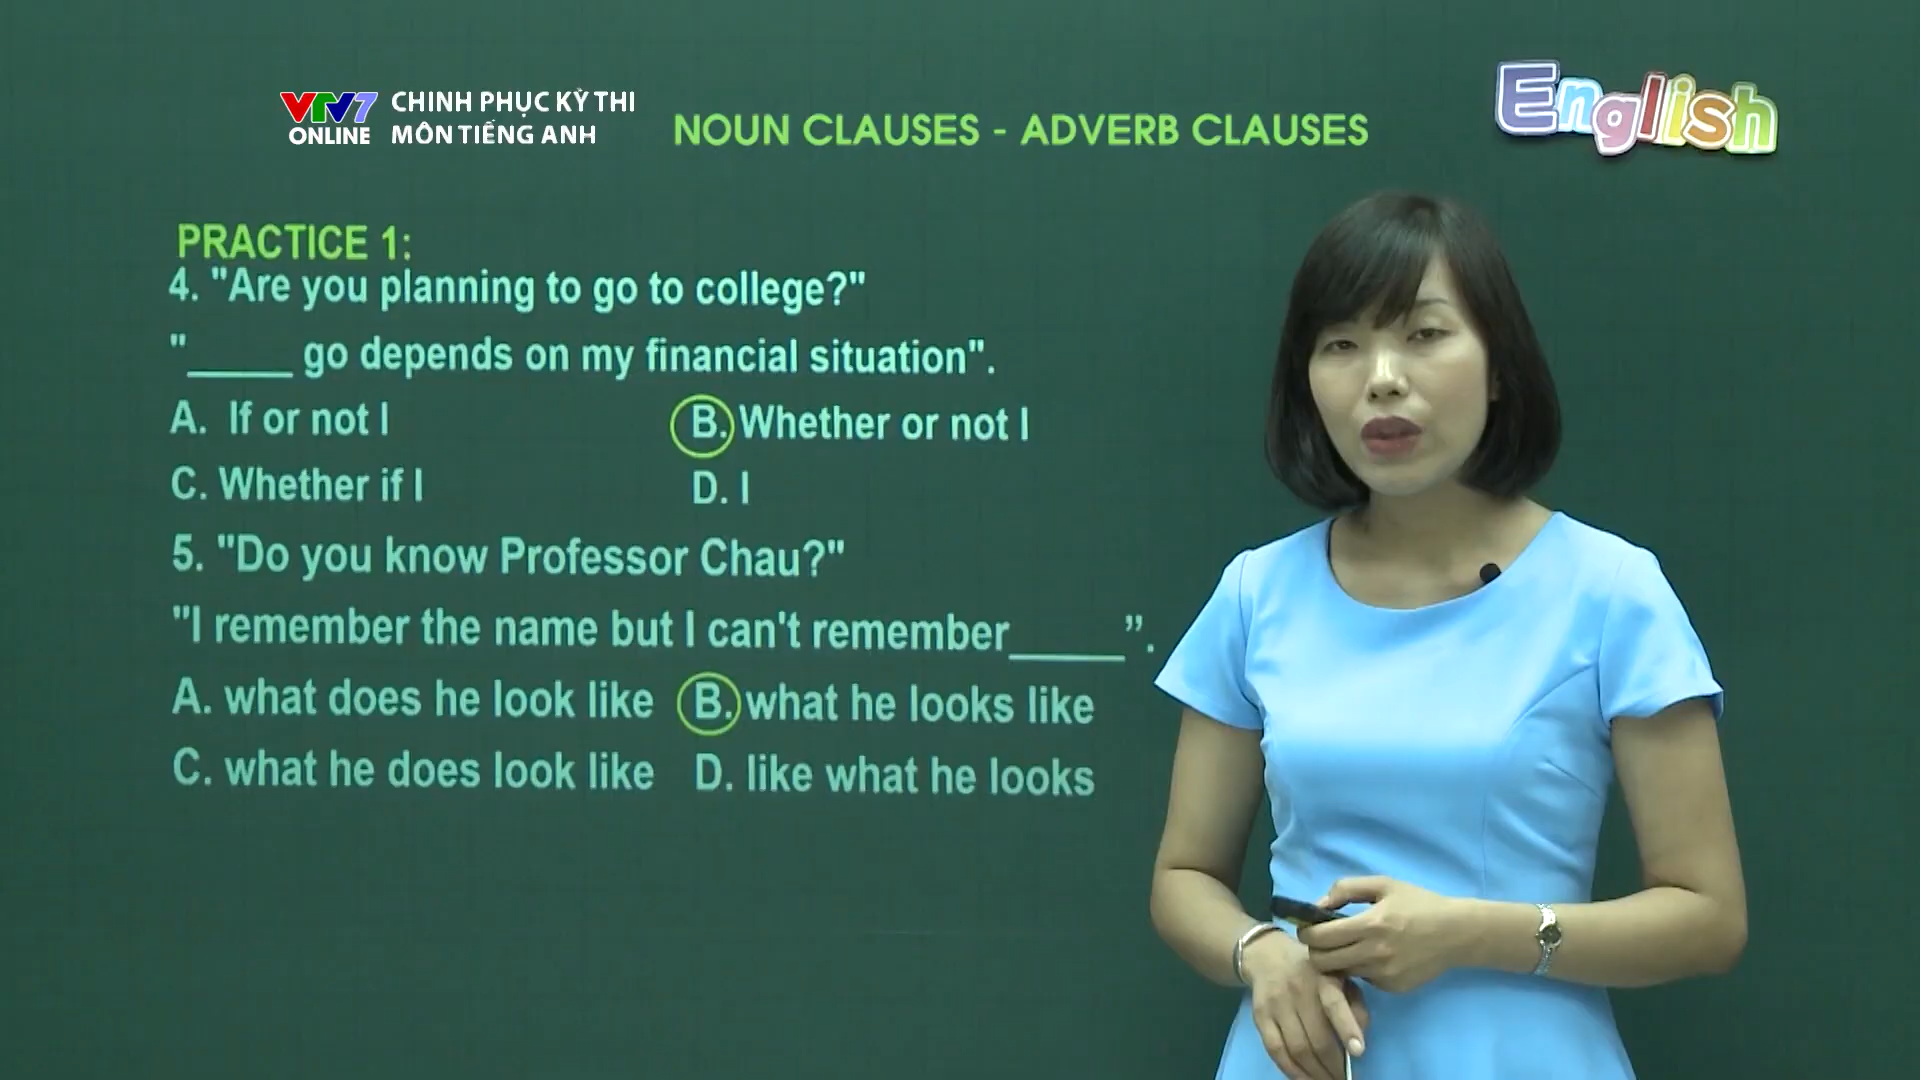 VTV7
ONLINE
CHINH PHỤC KỲ THI
MÔN TIẾNG ANH
NOUN CLAUSES - ADVERB CLAUSES
English
PRACTICE 1:
4. "Are you planning to go to college?"
"_____ go depends on my financial situation".
A. If or not I
B. Whether or not I
C. Whether if I
D. I
5. "Do you know Professor Chau?"
"I remember the name but I can't remember_____”.
A. what does he look like
B. what he looks like
C. what he does look like
D. like what he looks